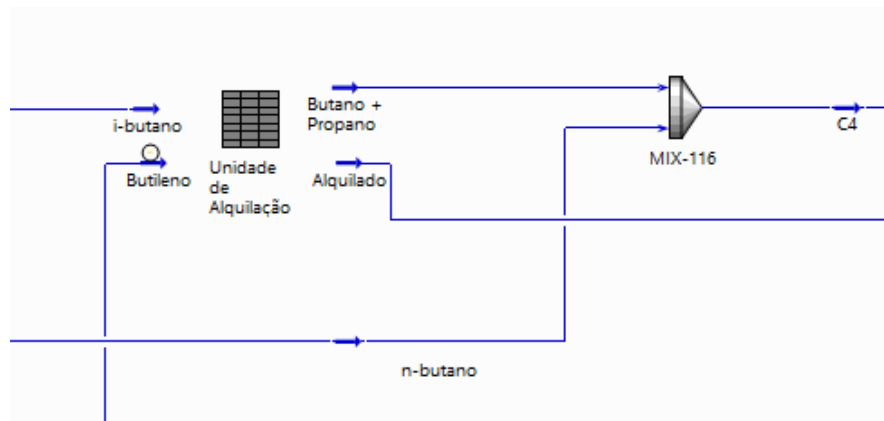 i-butano
Butileno
Unidade
de
Alquilação
Butano +
Propano
Alquilado
n-butano
MIX-116
C4